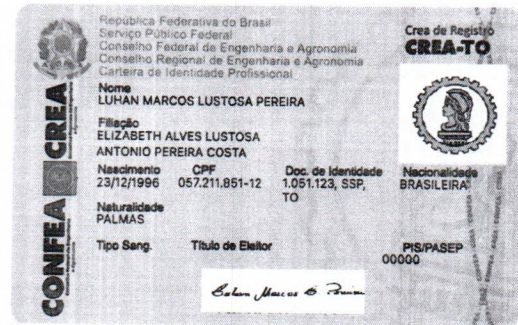 República Federativa do Brasil
Serviço Público Federal
Conselho Federal de Engenharia e Agronomia
Conselho Regional de Engenharia e Agronomia
Carteira de Identidade Profissional
Crea de Registro
CREA-TO
CONFEA CREA
Nome
LUHAN MARCOS LUSTOSA PEREIRA
Filiação
ELIZABETH ALVES LUSTOSA
ANTONIO PEREIRA COSTA
Nascimento CPF Doc. de Identidade Nacionalidade
23/12/1996 057.211.851-12 1.051.123, SSP, BRASILEIRA
TO
Naturalidade
PALMAS
Tipo Sang. Título de Eleitor PIS/PASEP
00000
Marcos